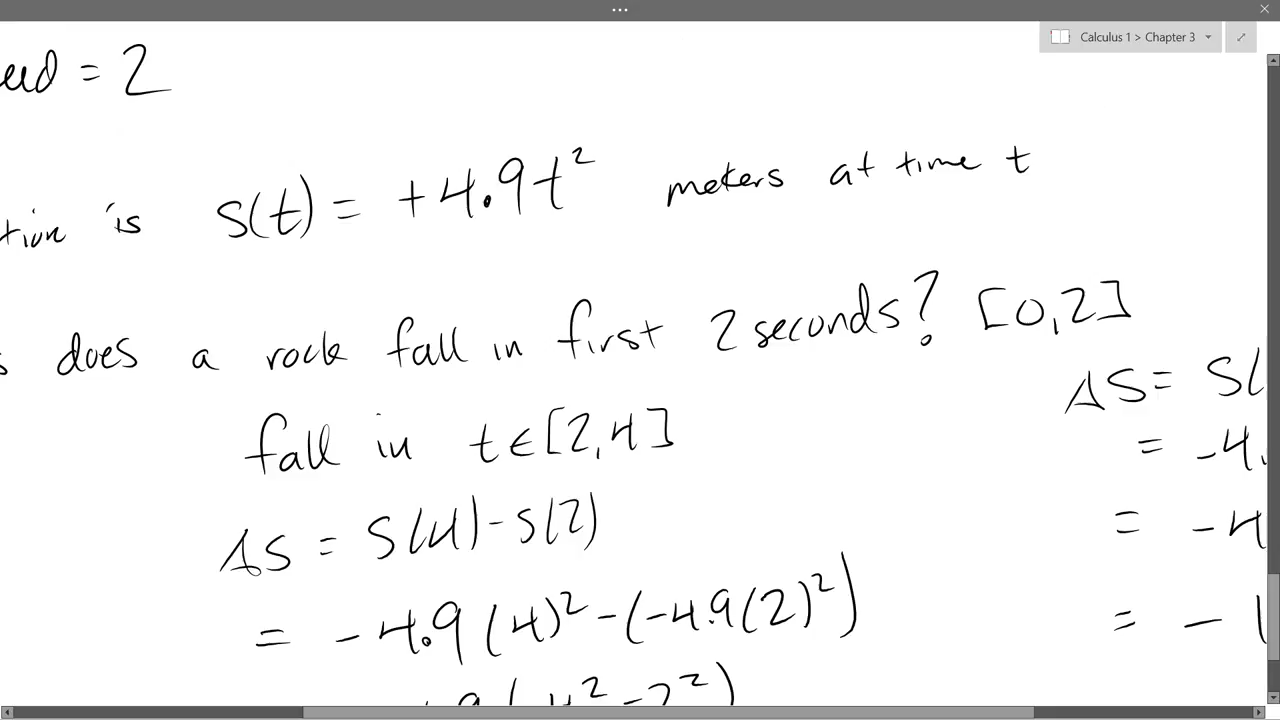 Calculus 1 > Chapter 3
= 2
is s(t) = +4.9t² meters at time t
does a rock fall in first 2 seconds? [0,2]
fall in t∈[2,4]
ΔS = S(4)-S(2)
= -4.9(4)²-(-4.9(2)²)
ΔS = S(
= -4.
= -4
= -1